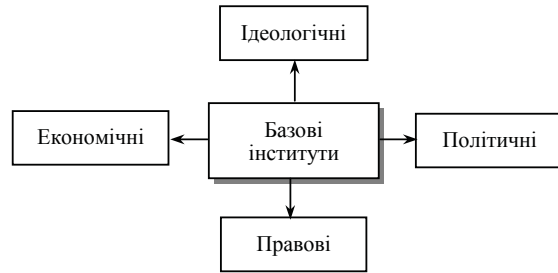 Ідеологічні
Економічні
Базові
інститути
Політичні
Правові